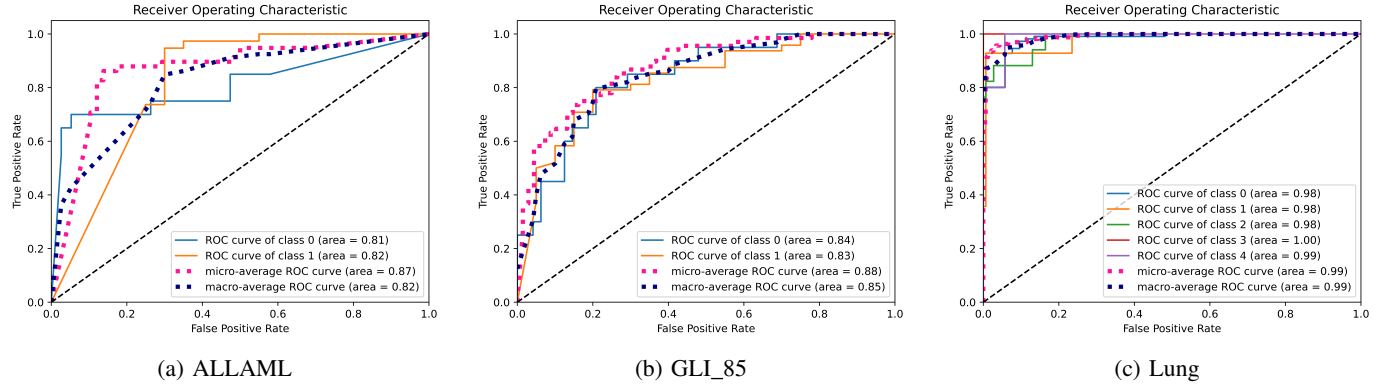 Receiver Operating Characteristic
1.0
0.8
0.6
0.4
0.2
0.0
True Positive Rate
ROC curve of class 0 (area = 0.81)
ROC curve of class 1 (area = 0.82)
micro-average ROC curve (area = 0.87)
macro-average ROC curve (area = 0.82)
0.0 0.2 0.4 0.6 0.8 1.0
False Positive Rate
(a) ALLAML
Receiver Operating Characteristic
1.0
0.8
0.6
0.4
0.2
0.0
True Positive Rate
ROC curve of class 0 (area = 0.84)
ROC curve of class 1 (area = 0.83)
micro-average ROC curve (area = 0.88)
macro-average ROC curve (area = 0.85)
0.0 0.2 0.4 0.6 0.8 1.0
False Positive Rate
(b) GLI_85
Receiver Operating Characteristic
1.0
0.8
0.6
0.4
0.2
0.0
True Positive Rate
ROC curve of class 0 (area = 0.98)
ROC curve of class 1 (area = 0.98)
ROC curve of class 2 (area = 0.98)
ROC curve of class 3 (area = 1.00)
ROC curve of class 4 (area = 0.99)
micro-average ROC curve (area = 0.99)
macro-average ROC curve (area = 0.99)
0.0 0.2 0.4 0.6 0.8 1.0
False Positive Rate
(c) Lung